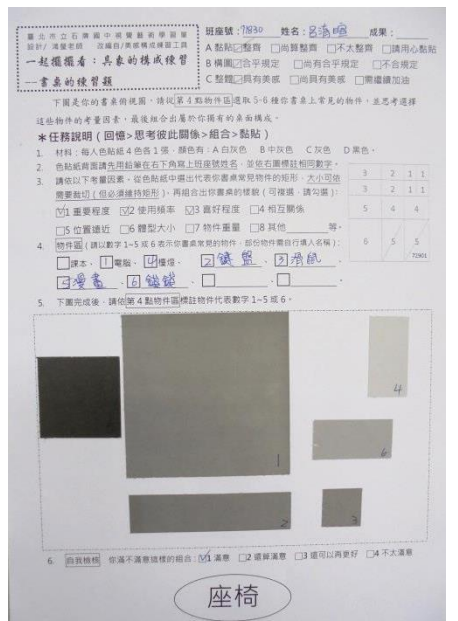 臺北市立石牌國中視覺藝術學習單
設計/ 鴻瑩老師 改編自/美感構成練習工具
一起擺擺看:具象的構成練習
--書桌的練習題
班座號:71830 姓名: 成果:
A 黏貼☑整齊 □尚算整齊 □不太整齊 □請用心黏貼
B 構圖☑合乎規定 □尚有合乎規定 □不合規定
C 整體☑具有美感 □尚具有美感 □需繼續加油
下圖是你的書桌俯視圖,請從第4點物件區選取 5-6 種你書桌上常見的物件,並思考選擇
這些物件的考量因素,最後組合出屬於你獨有的桌面構成。
*任務說明(回憶>思考彼此關係>組合>黏貼)
1. 材料:每人色貼紙 4 色各 1 張,顏色有:A 白灰色 B 中灰色 C 灰色 D 黑色。
2. 色貼紙背面請先用鉛筆在右下角寫上班座號姓名,並依右圖標註相同數字。
3. 請依以下考量因素,從色貼紙中選出代表你書桌常見物件的矩形,大小可依
需要裁切(但必須維持矩形),再組合出你書桌的樣貌(可複選,請勾選):
☑1 重要程度 ☑2 使用頻率 ☑3 喜好程度 □4 相互關係
□5 位置遠近 □6 體型大小 □7 物件重量 □8 其他 等。
3 2 1 1
3 2 1 1
5 4 4
6 5 5
72901
4. 物件區(請以數字 1~5 或 6 表示你書桌常見的物件,部份物件需自行填入名稱):
□課本、1電腦、4檯燈、2鍵盤、3滑鼠
5漫畫、6、□、□
5. 下圖完成後,請依第4點物件區標註物件代表數字 1~5 或 6。
4
1
6
2
3
6. 自我檢核 你滿不滿意這樣的組合:☑1 滿意 □2 還算滿意 □3 還可以再更好 □4 不太滿意
座椅